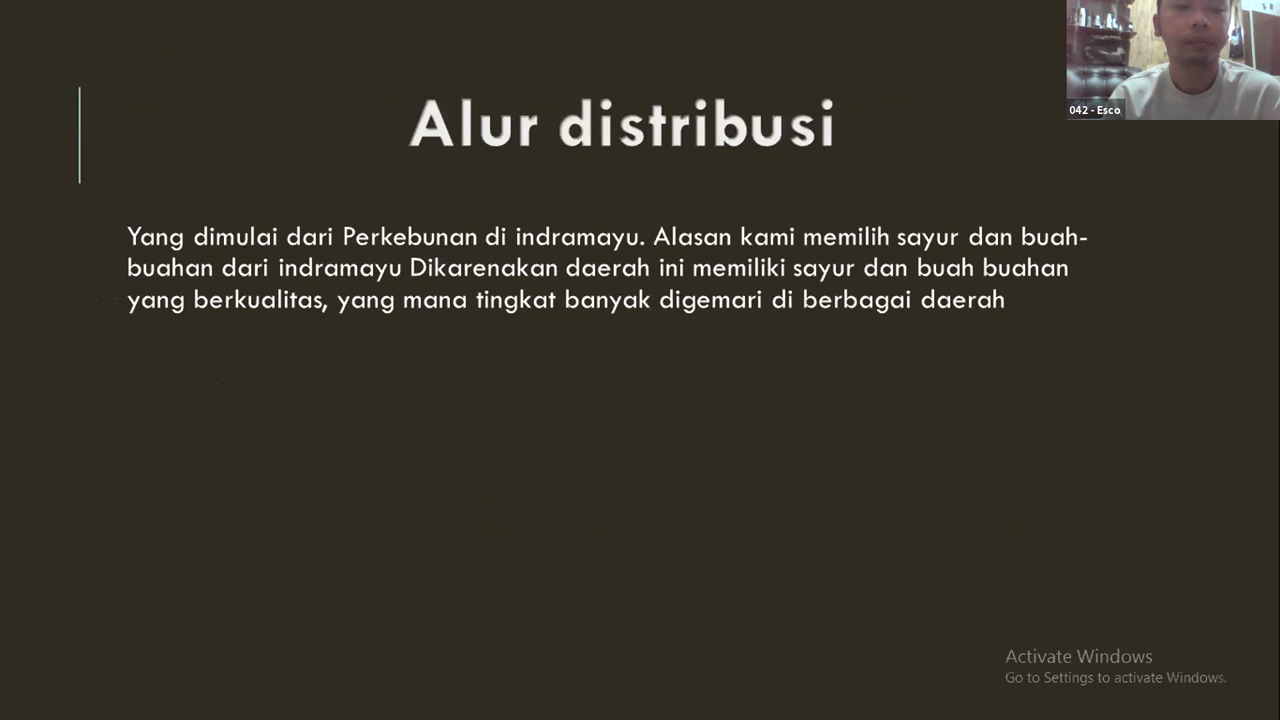 042 - Esco
Alur distribusi
Yang dimulai dari Perkebunan di indramayu. Alasan kami memilih sayur dan buah-
buahan dari indramayu Dikarenakan daerah ini memiliki sayur dan buah buahan
yang berkualitas, yang mana tingkat banyak digemari di berbagai daerah
Activate Windows
Go to Settings to activate Windows.